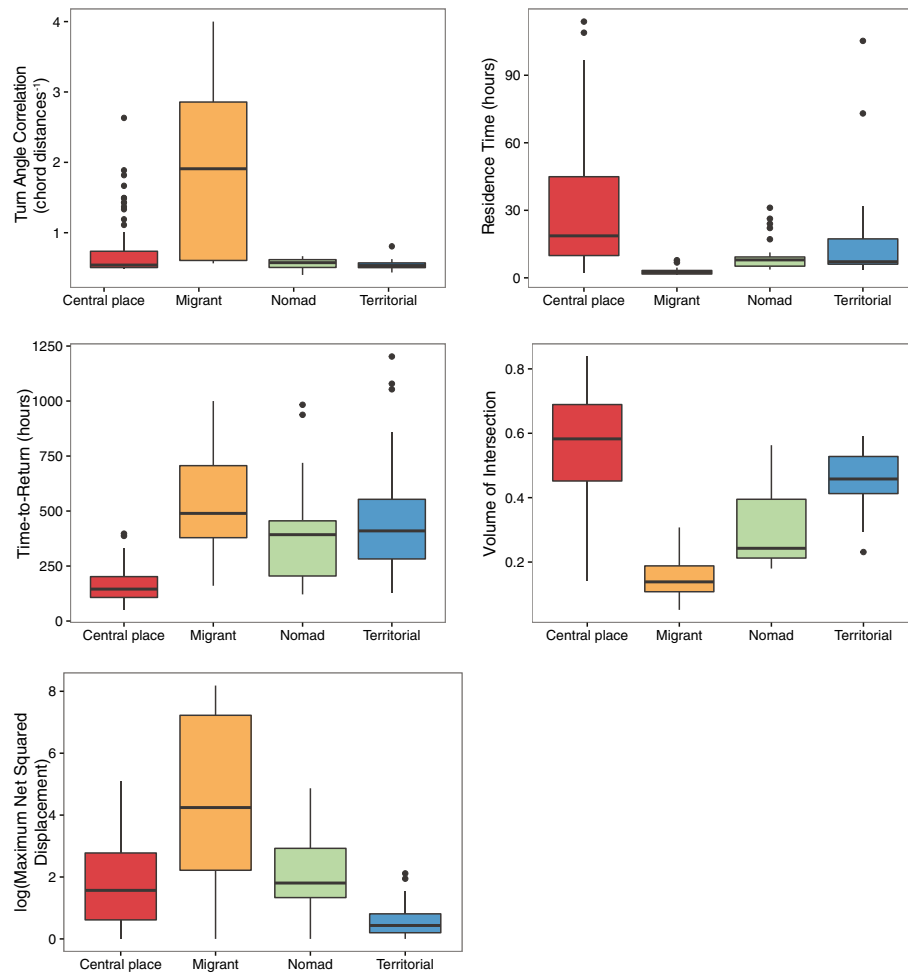 Turn Angle Correlation
(chord distances⁻¹)
4
3
2
1
Central place Migrant Nomad Territorial
Residence Time (hours)
90
60
30
0
Central place Migrant Nomad Territorial
Time-to-Return (hours)
1250
1000
750
500
250
0
Central place Migrant Nomad Territorial
Volume of Intersection
0.8
0.6
0.4
0.2
Central place Migrant Nomad Territorial
log(Maximum Net Squared
Displacement)
8
6
4
2
0
Central place Migrant Nomad Territorial